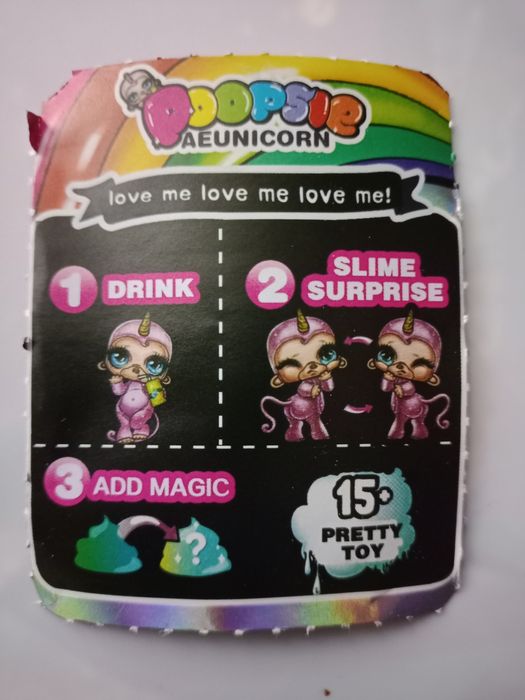 POOPSIE
AEUNICORN
love me love me love me!
1 DRINK
2 SLIME
SURPRISE
3 ADD MAGIC
?
15+
PRETTY
TOY